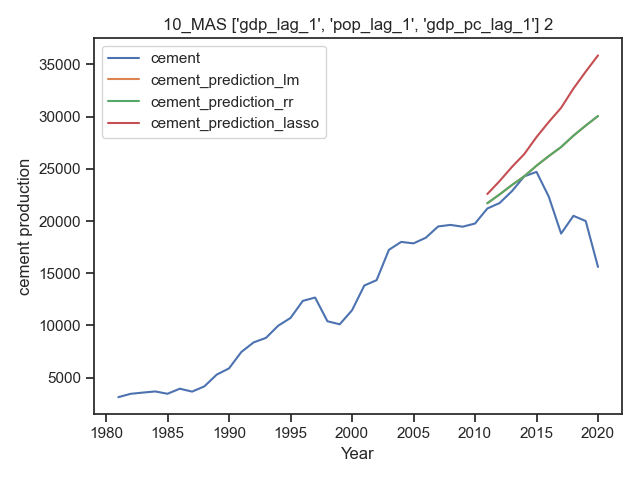 10_MAS ['gdp_lag_1', 'pop_lag_1', 'gdp_pc_lag_1'] 2
cement
cement_prediction_lm
cement_prediction_rr
cement_prediction_lasso
cement production
35000
30000
25000
20000
15000
10000
5000
1980 1985 1990 1995 2000 2005 2010 2015 2020
Year